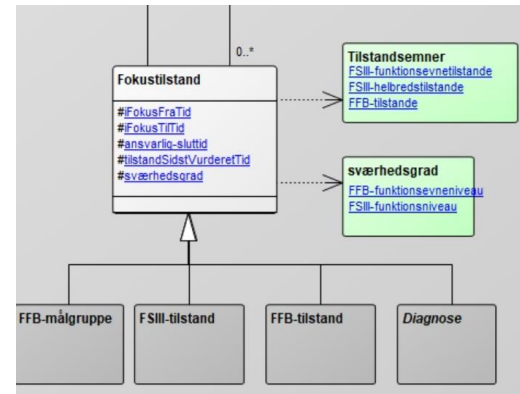 0..*
Fokustilstand
#iFokusFraTid
#iFokusTilTid
#ansvarlig-sluttid
#tilstandSidstVurderetTid
#sværhedsgrad
Tilstandsemner
FSIII-funktionsevnetilstande
FSIII-helbredstilstande
FFB-tilstande
sværhedsgrad
FFB-funktionsevneniveau
FSIII-funktionsniveau
FFB-målgruppe
FSIII-tilstand
FFB-tilstand
Diagnose